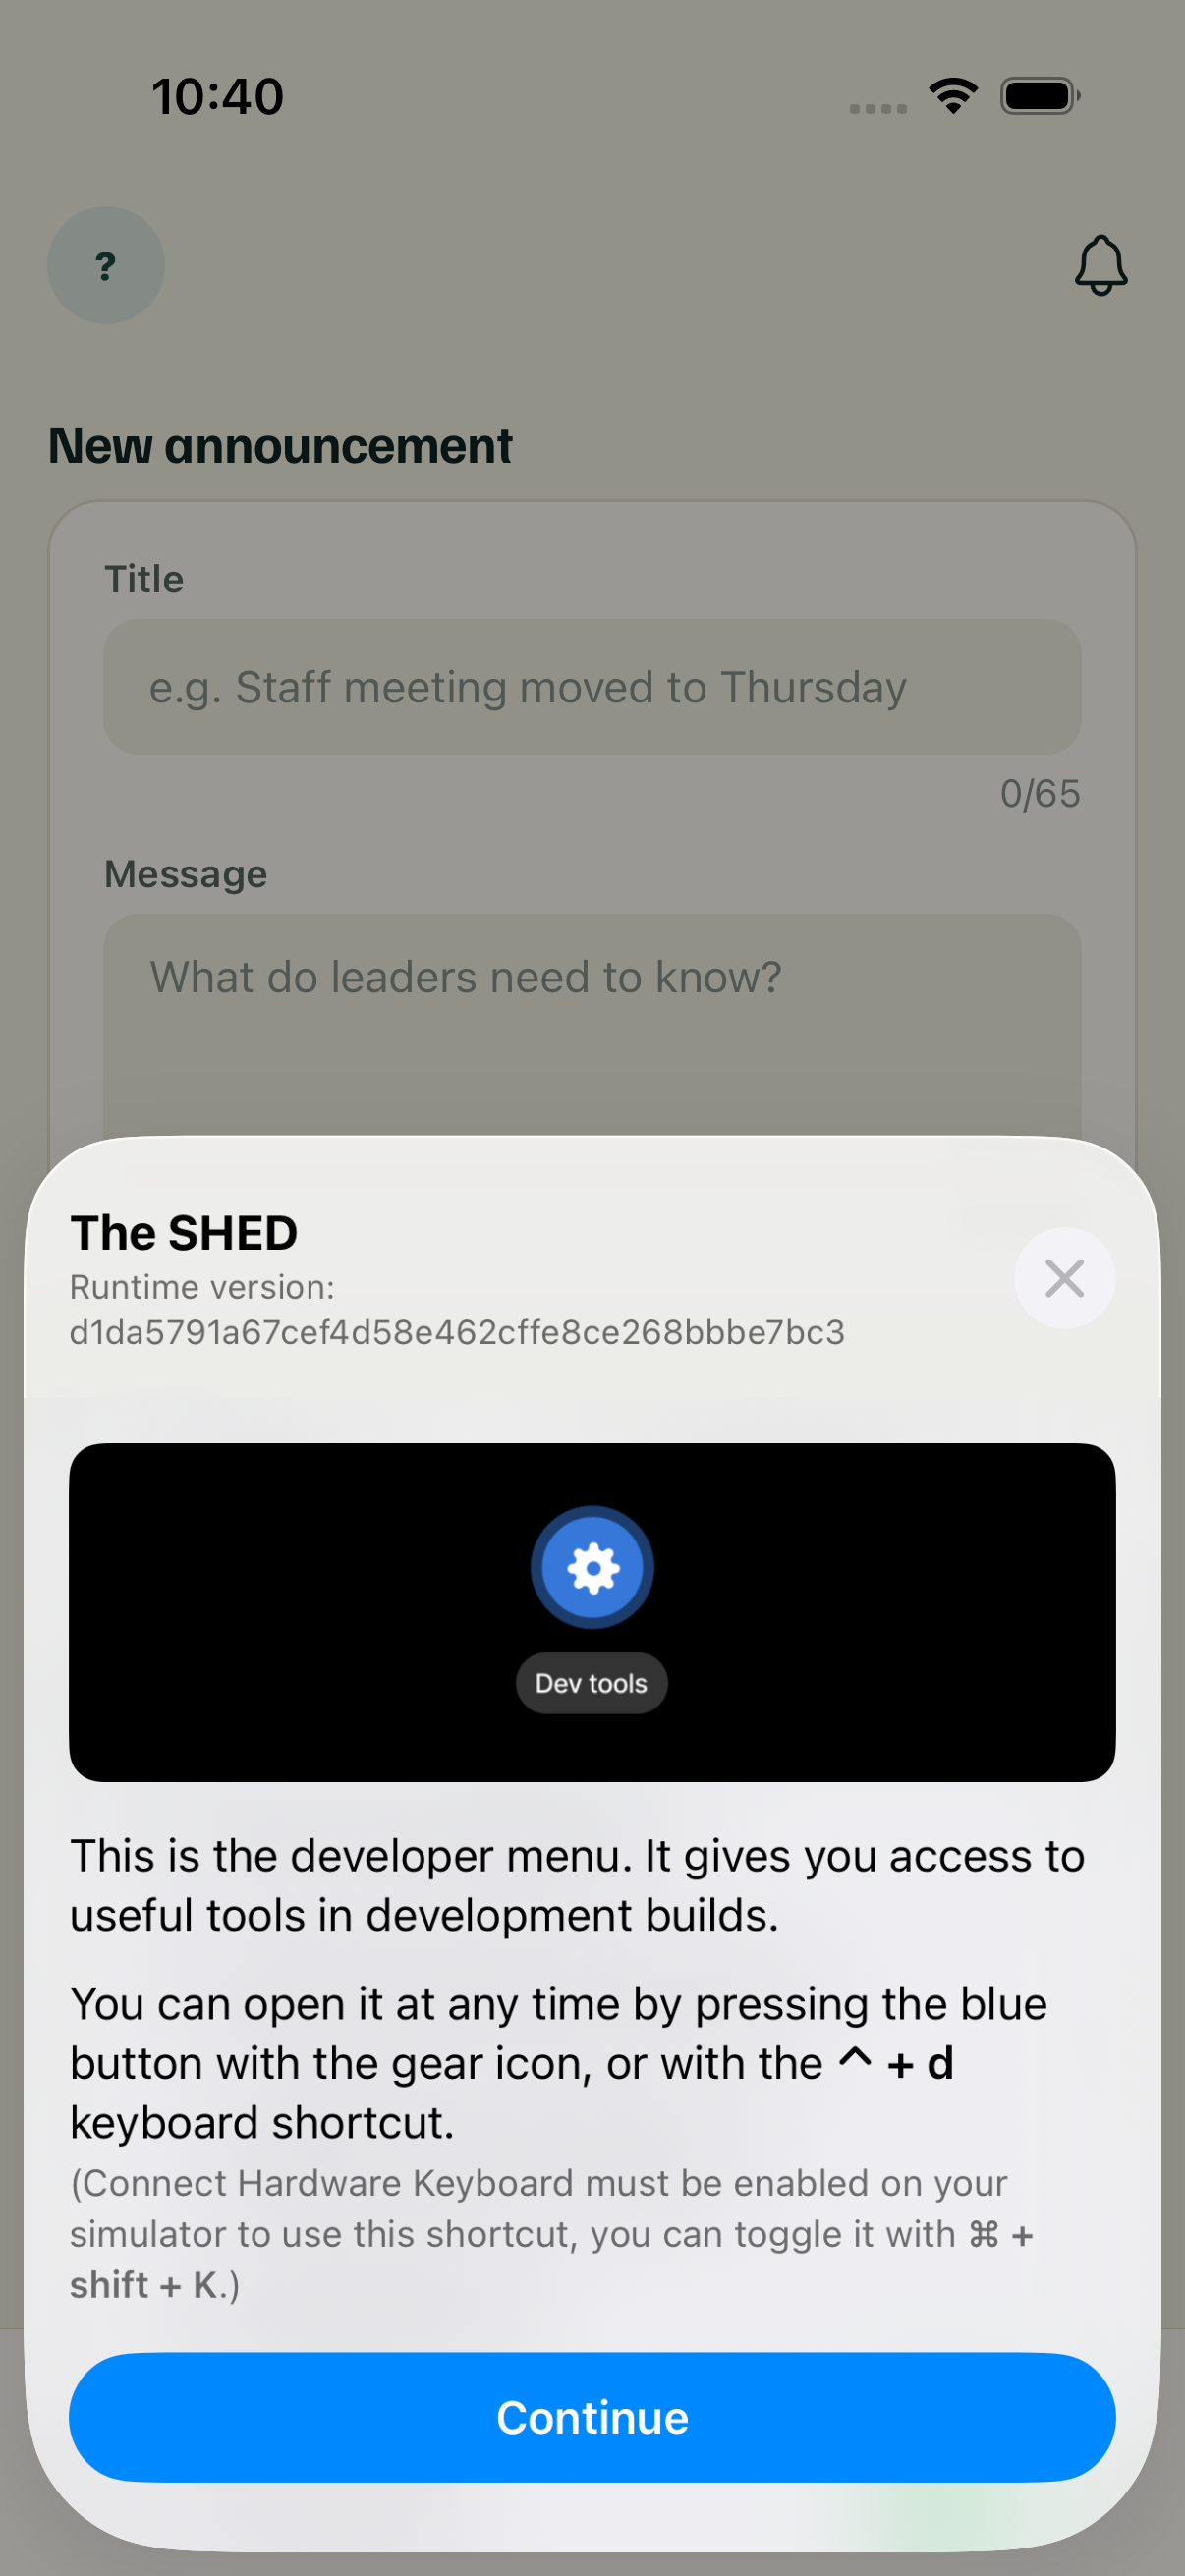 10:40
?
New announcement
Title
e.g. Staff meeting moved to Thursday
0/65
Message
What do leaders need to know?
The SHED
Runtime version:
d1da5791a67cef4d58e462cffe8ce268bbbe7bc3
Dev tools
This is the developer menu. It gives you access to
useful tools in development builds.
You can open it at any time by pressing the blue
button with the gear icon, or with the ⌃ + d
keyboard shortcut.
(Connect Hardware Keyboard must be enabled on your
simulator to use this shortcut, you can toggle it with ⌘ +
shift + K.)
Continue